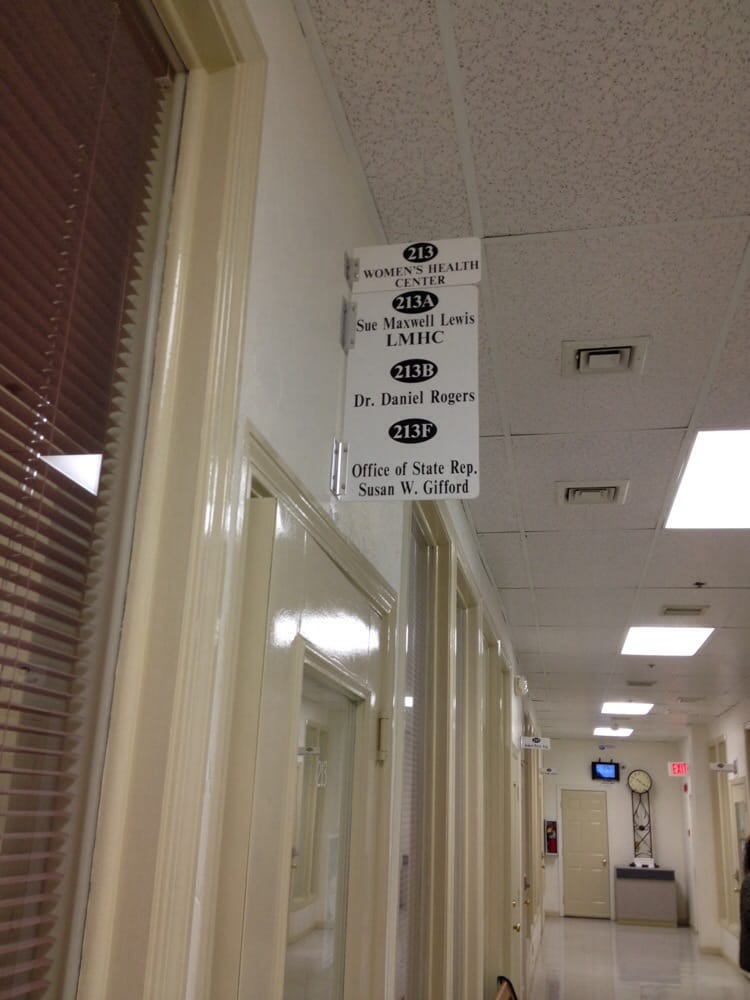 213
WOMEN'S HEALTH
CENTER
213A
Sue Maxwell Lewis
LMHC
213B
Dr. Daniel Rogers
213F
Office of State Rep.
Susan W. Gifford
EXIT